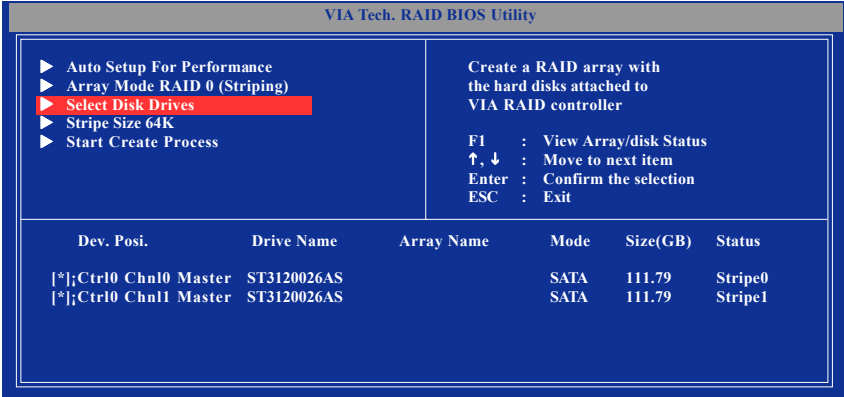 VIA Tech. RAID BIOS Utility
Auto Setup For Performance
Array Mode RAID 0 (Striping)
Select Disk Drives
Stripe Size 64K
Start Create Process
Create a RAID array with
the hard disks attached to
VIA RAID controller
F1 : View Array/disk Status
↑, ↓ : Move to next item
Enter : Confirm the selection
ESC : Exit
Dev. Posi. Drive Name Array Name Mode Size(GB) Status
[*]¡Ctrl0 Chnl0 Master ST3120026AS SATA 111.79 Stripe0
[*]¡Ctrl0 Chnl1 Master ST3120026AS SATA 111.79 Stripe1